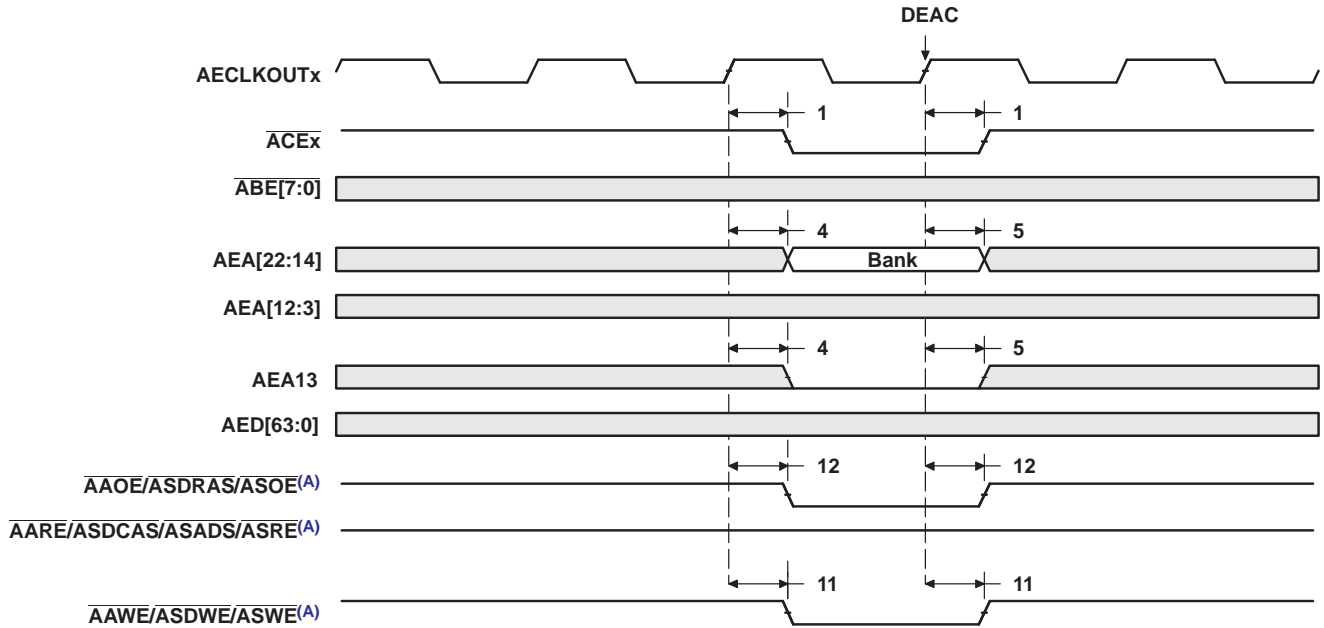 DEAC
AECLKOUTx
1 1
ACEx
ABE[7:0]
4 5
AEA[22:14] Bank
AEA[12:3]
4 5
AEA13
AED[63:0]
12 12
AAOE/ASDRAS/ASOE(A)
AARE/ASDCAS/ASADS/ASRE(A)
11 11
AAWE/ASDWE/ASWE(A)